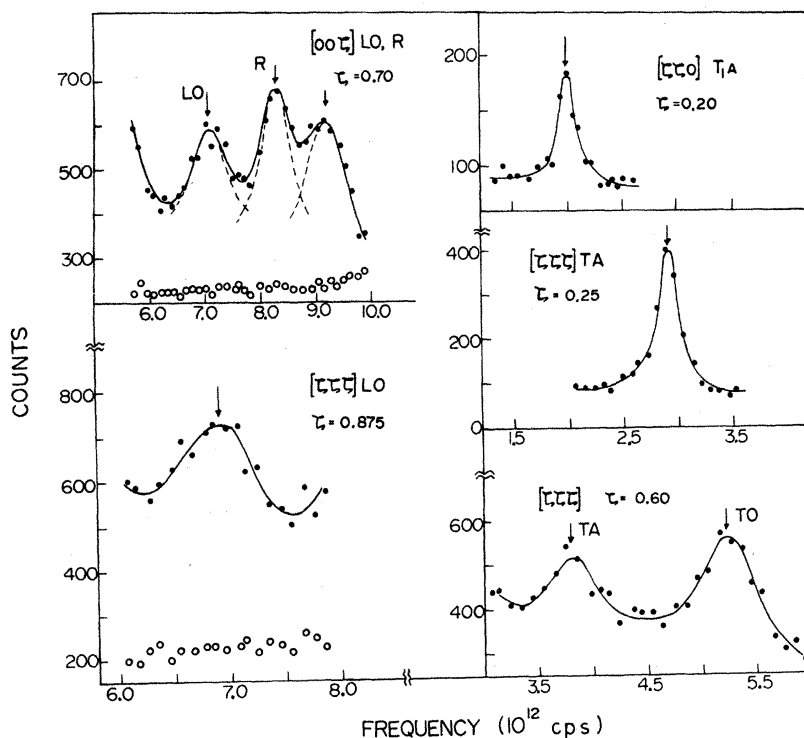 COUNTS
700
500
300
6.0 7.0 8.0 9.0 10.0
LO
R
[00ζ] LO, R
ζ = 0.70
200
100
[ζζ0] T₁A
ζ = 0.20
400
200
0
1.5 2.5 3.5
[ζζζ] TA
ζ = 0.25
800
600
400
200
6.0 7.0 8.0
[ζζζ] LO
ζ = 0.875
600
400
3.5 4.5 5.5
[ζζζ] ζ = 0.60
TA
TO
FREQUENCY (10¹² cps)